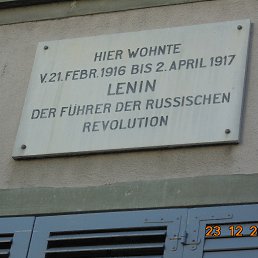 HIER WOHNTE
V. 21. FEBR. 1916 BIS 2. APRIL 1917
LENIN
DER FÜHRER DER RUSSISCHEN
REVOLUTION
23 12 2